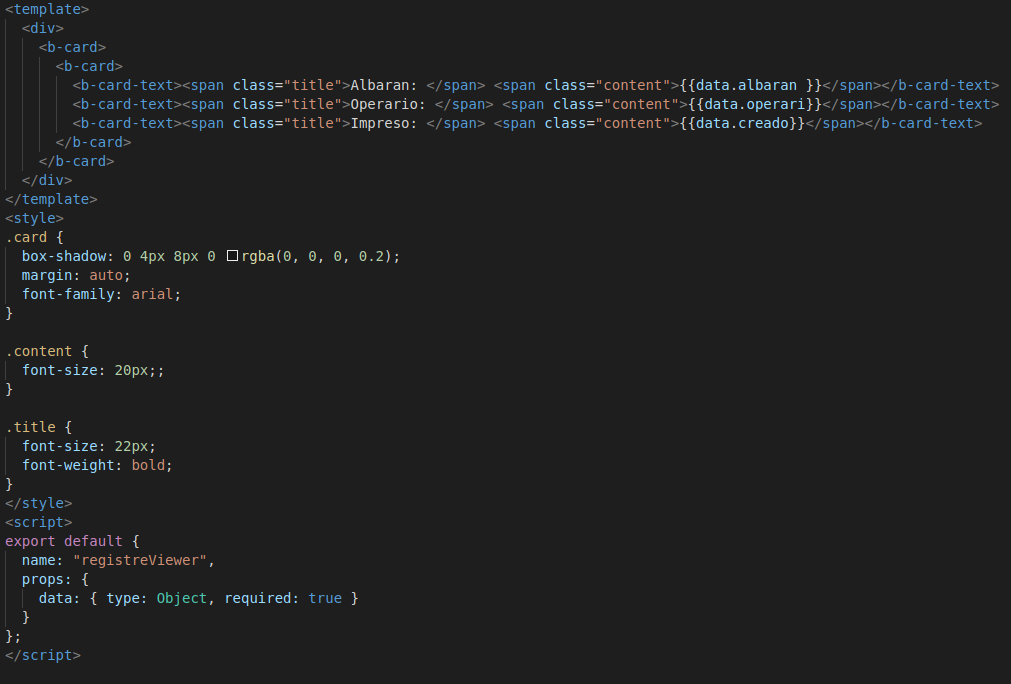 <template>
  <div>
    <b-card>
      <b-card>
        <b-card-text><span class="title">Albaran: </span> <span class="content">{{data.albaran }}</span></b-card-text>
        <b-card-text><span class="title">Operario: </span> <span class="content">{{data.operari}}</span></b-card-text>
        <b-card-text><span class="title">Impreso: </span> <span class="content">{{data.creado}}</span></b-card-text>
      </b-card>
    </b-card>
  </div>
</template>
<style>
.card {
  box-shadow: 0 4px 8px 0 rgba(0, 0, 0, 0.2);
  margin: auto;
  font-family: arial;
}

.content {
  font-size: 20px;;
}

.title {
  font-size: 22px;
  font-weight: bold;
}
</style>
<script>
export default {
  name: "registreViewer",
  props: {
    data: { type: Object, required: true }
  }
};
</script>